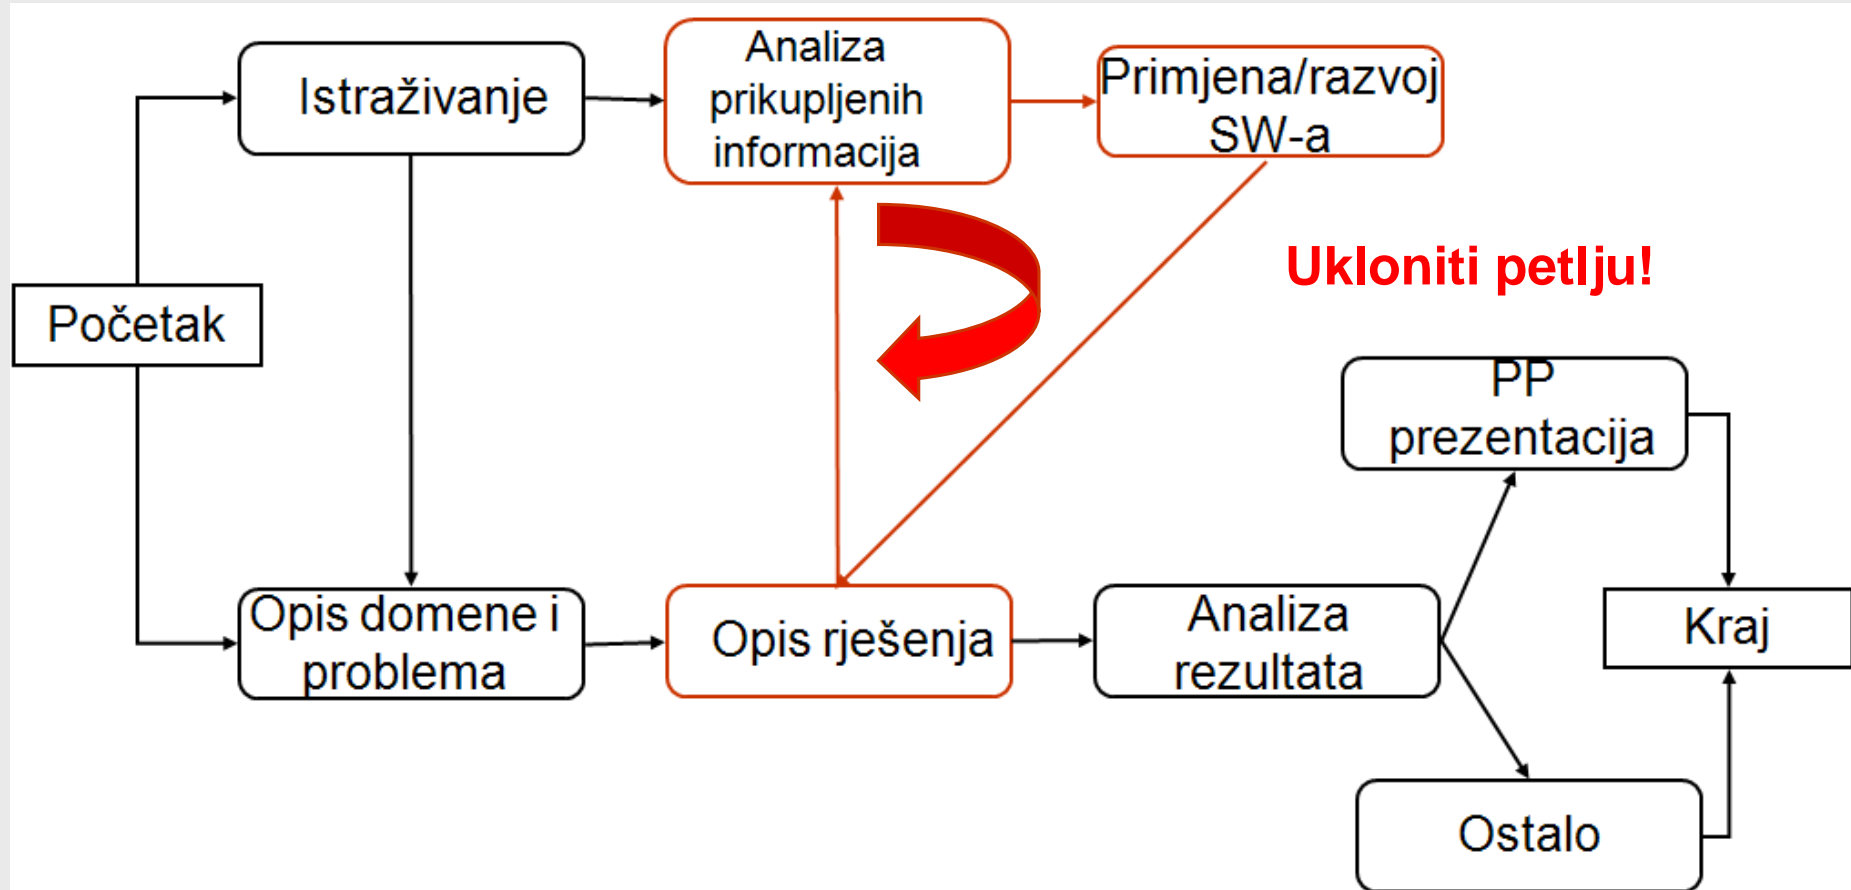 Istraživanje
Analiza
prikupljenih
informacija
Primjena/razvoj
SW-a
Ukloniti petlju!
Početak
PP
prezentacija
Opis domene i
problema
Opis rješenja
Analiza
rezultata
Kraj
Ostalo